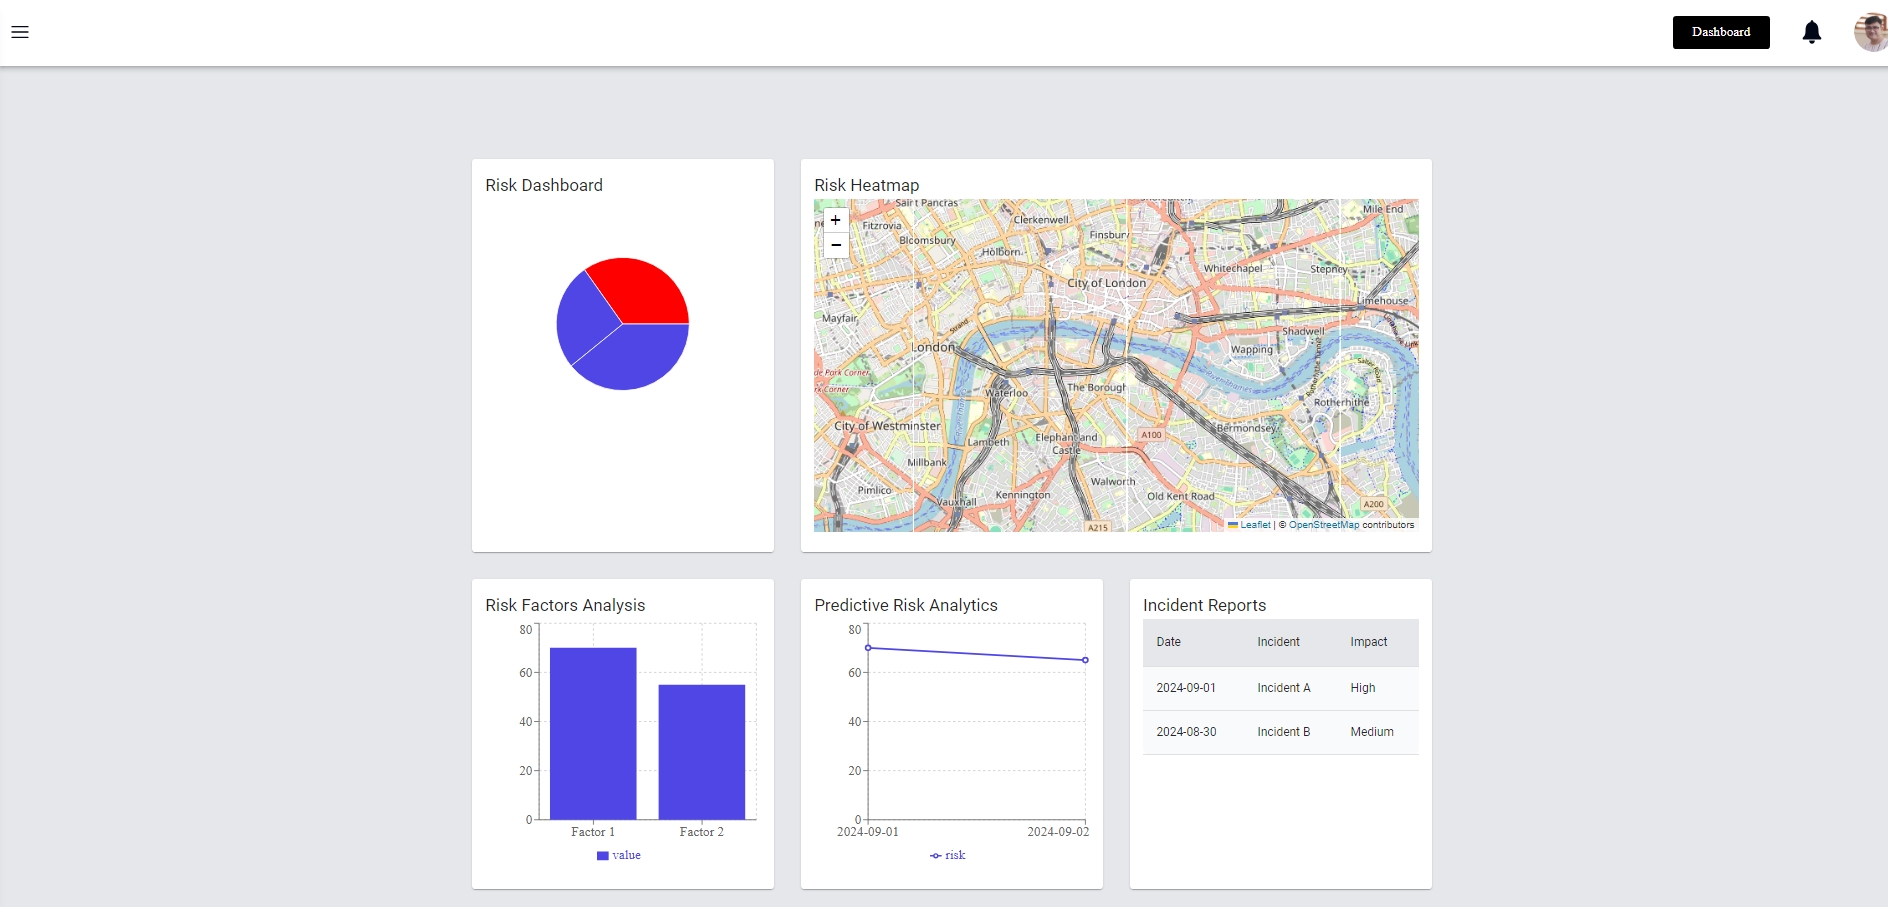 Dashboard
Risk Dashboard
Risk Heatmap
+
−
Saint Pancras
Mile End
Fitzrovia
Clerkenwell
Bloomsbury
Finsbury
Holborn
Whitechapel
Stepney
City of London
Limehouse
Mayfair
Strand
Shadwell
London
Wapping
The Borough
Waterloo
Rotherhithe
City of Westminster
Bermondsey
A100
Lambeth
Elephant and
Castle
Millbank
Walworth
Pimlico
Kennington
Old Kent Road
Vauxhall
A200
A215
Leaflet | © OpenStreetMap contributors
Risk Factors Analysis
80
60
40
20
0
Factor 1 Factor 2
value
Predictive Risk Analytics
80
60
40
20
0
2024-09-01 2024-09-02
risk
Incident Reports
Date Incident Impact
2024-09-01 Incident A High
2024-08-30 Incident B Medium